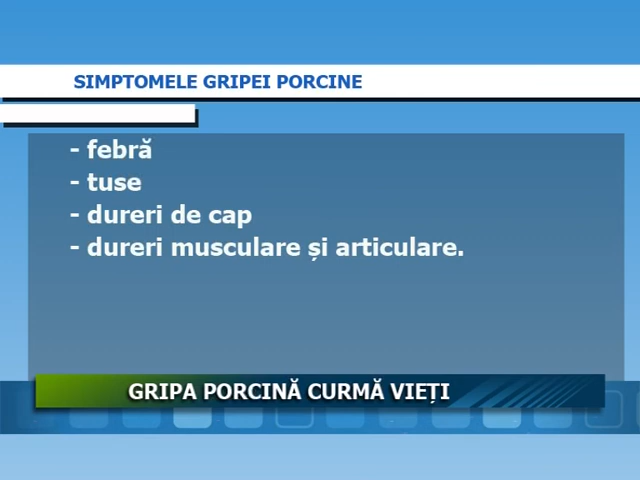 SIMPTOMELE GRIPEI PORCINE
- febră
- tuse
- dureri de cap
- dureri musculare și articulare.
GRIPA PORCINĂ CURMĂ VIEȚI